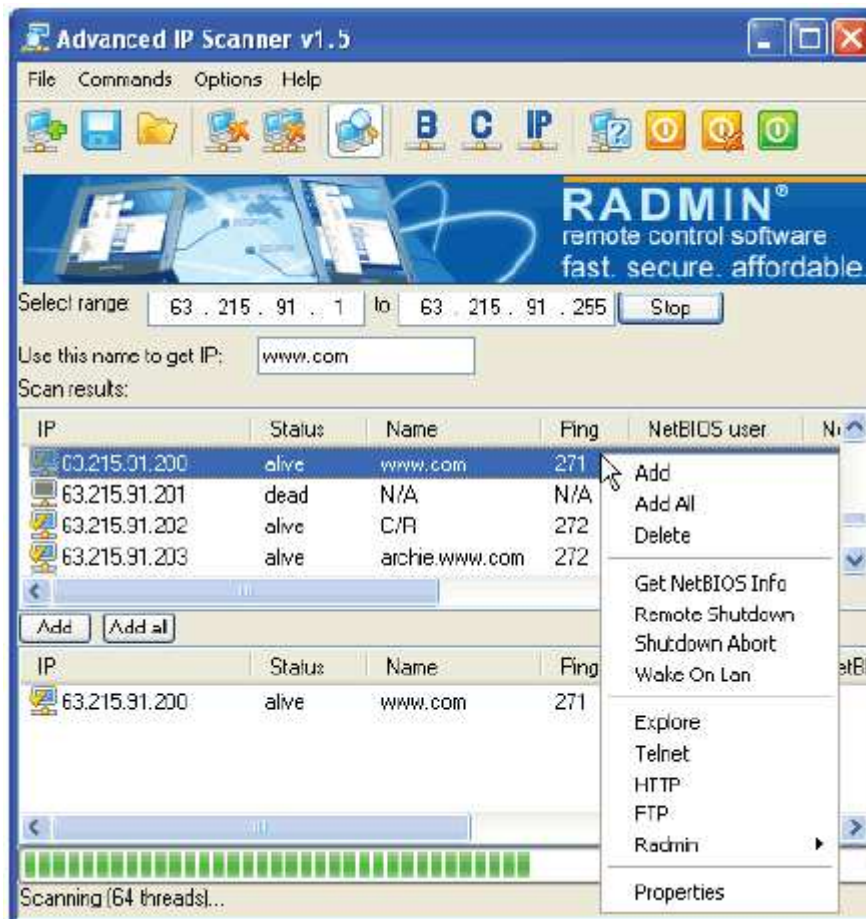 Advanced IP Scanner v1.5
File Commands Options Help
B C IP
RADMIN®
remote control software
fast. secure. affordable
Select range: 63 . 215 . 91 . 1 to 63 . 215 . 91 . 255 Stop
Use this name to get IP: www.com
Scan results:
IP Status Name Ping NetBIOS user
63.215.91.200 alive www.com 271
63.215.91.201 dead N/A N/A
63.215.91.202 alive C/R 272
63.215.91.203 alive archie.www.com 272
Add Add all
IP Status Name Ping
63.215.91.200 alive www.com 271
Scanning (64 threads)...
Add
Add All
Delete
Get NetBIOS Info
Remote Shutdown
Shutdown Abort
Wake On Lan
Explore
Telnet
HTTP
FTP
Radmin
Properties